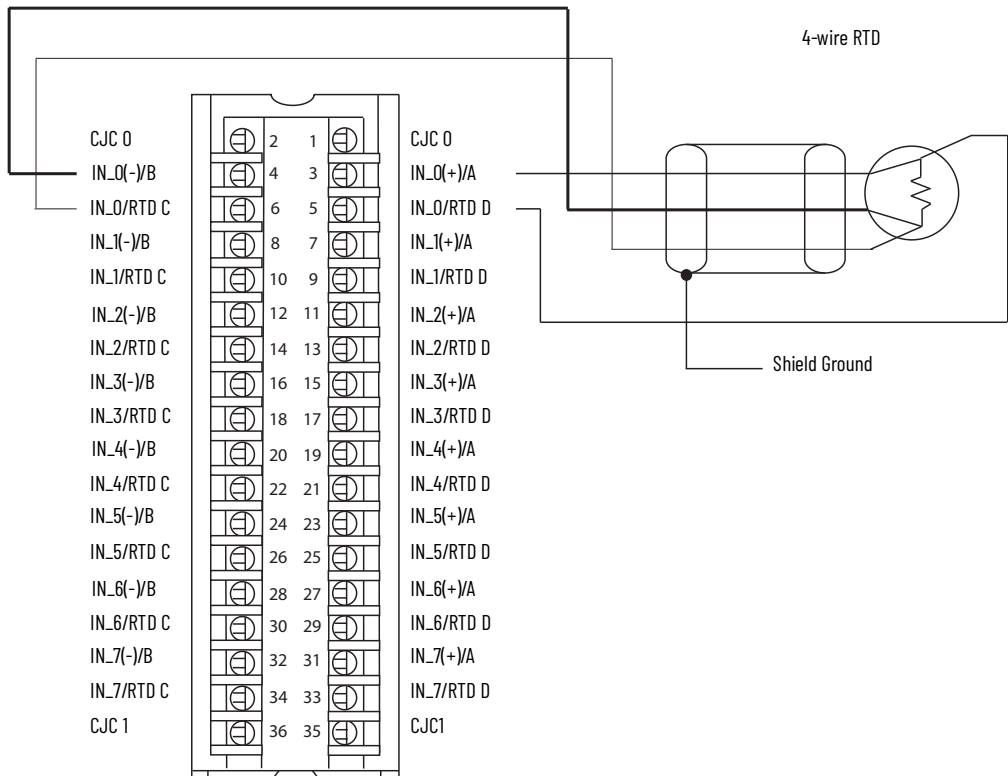 4-wire RTD
CJC 0 2 1 CJC 0
IN_0(-)/B 4 3 IN_0(+)/A
IN_0/RTD C 6 5 IN_0/RTD D
IN_1(-)/B 8 7 IN_1(+)/A
IN_1/RTD C 10 9 IN_1/RTD D
IN_2(-)/B 12 11 IN_2(+)/A
IN_2/RTD C 14 13 IN_2/RTD D
Shield Ground
IN_3(-)/B 16 15 IN_3(+)/A
IN_3/RTD C 18 17 IN_3/RTD D
IN_4(-)/B 20 19 IN_4(+)/A
IN_4/RTD C 22 21 IN_4/RTD D
IN_5(-)/B 24 23 IN_5(+)/A
IN_5/RTD C 26 25 IN_5/RTD D
IN_6(-)/B 28 27 IN_6(+)/A
IN_6/RTD C 30 29 IN_6/RTD D
IN_7(-)/B 32 31 IN_7(+)/A
IN_7/RTD C 34 33 IN_7/RTD D
CJC 1 36 35 CJC1